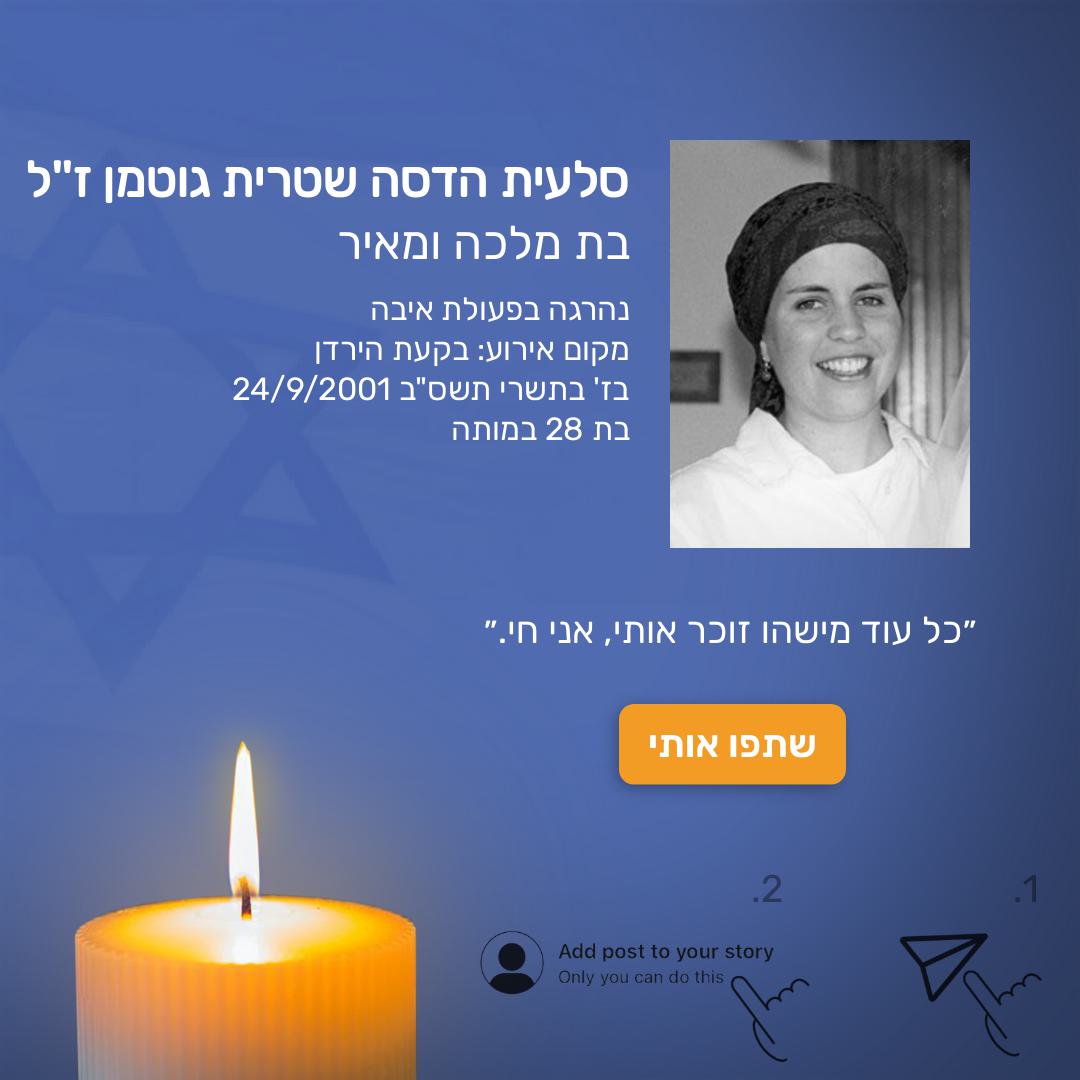 סלעית הדסה שטרית גוטמן ז"ל
בת מלכה ומאיר
נהרגה בפעולת איבה
מקום אירוע: בקעת הירדן
בז' בתשרי תשס"ב 24/9/2001
בת 28 במותה
״כל עוד מישהו זוכר אותי, אני חי.״
שתפו אותי
.1
.2
Add post to your story
Only you can do this